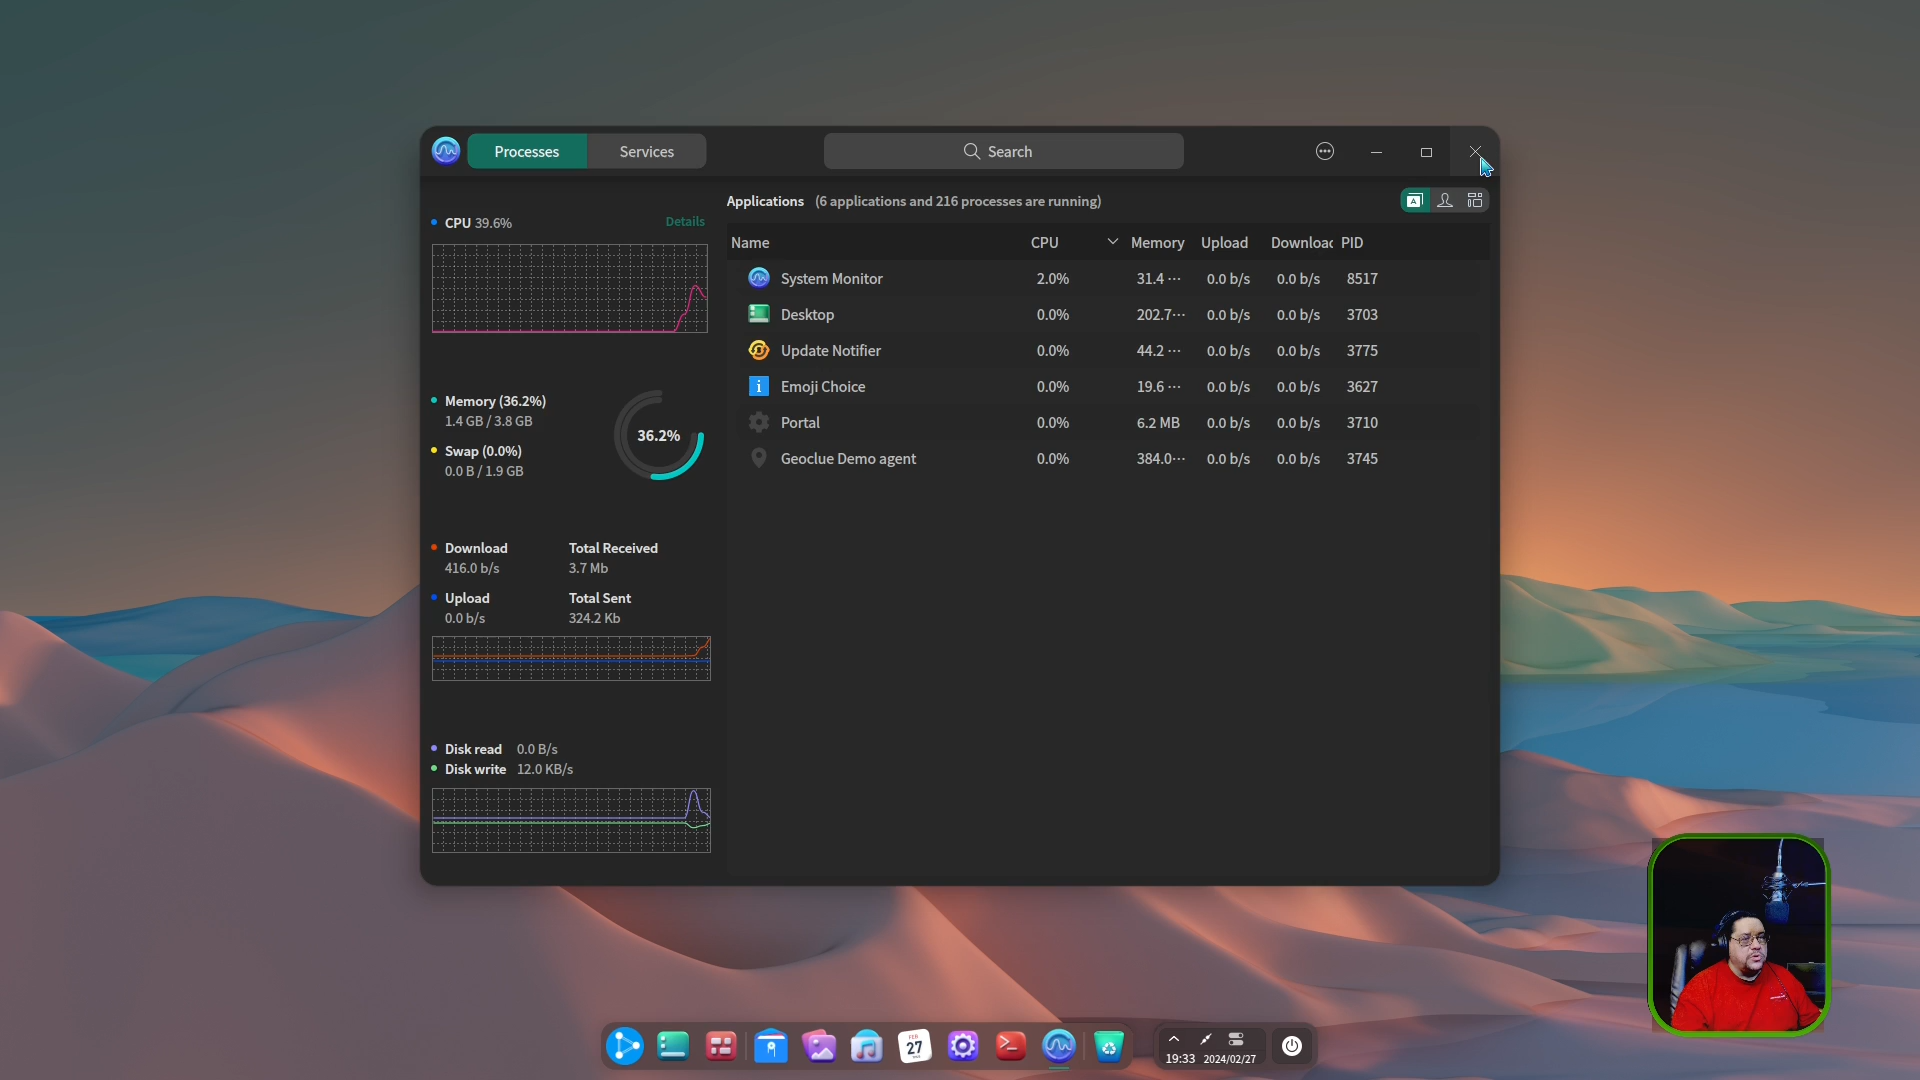 Processes
Services
Search
CPU 39.6%
Details
Memory (36.2%)
1.4 GB / 3.8 GB
36.2%
Swap (0.0%)
0.0 B / 1.9 GB
Download
416.0 b/s
Total Received
3.7 Mb
Upload
0.0 b/s
Total Sent
324.2 Kb
Disk read 0.0 B/s
Disk write 12.0 KB/s
Applications (6 applications and 216 processes are running)
Name CPU Memory Upload Downloac PID
System Monitor 2.0% 31.4 ··· 0.0 b/s 0.0 b/s 8517
Desktop 0.0% 202.7··· 0.0 b/s 0.0 b/s 3703
Update Notifier 0.0% 44.2 ··· 0.0 b/s 0.0 b/s 3775
Emoji Choice 0.0% 19.6 ··· 0.0 b/s 0.0 b/s 3627
Portal 0.0% 6.2 MB 0.0 b/s 0.0 b/s 3710
Geoclue Demo agent 0.0% 384.0··· 0.0 b/s 0.0 b/s 3745
FEB
27
19:33 2024/02/27